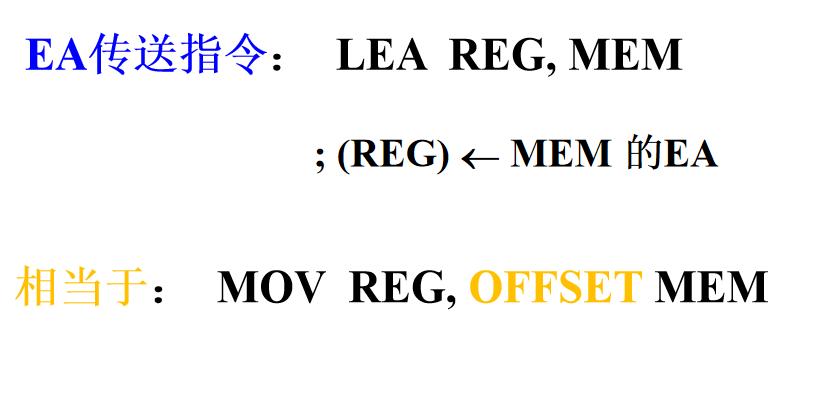 EA传送指令： LEA REG, MEM
; (REG) ← MEM 的EA
相当于： MOV REG, OFFSET MEM